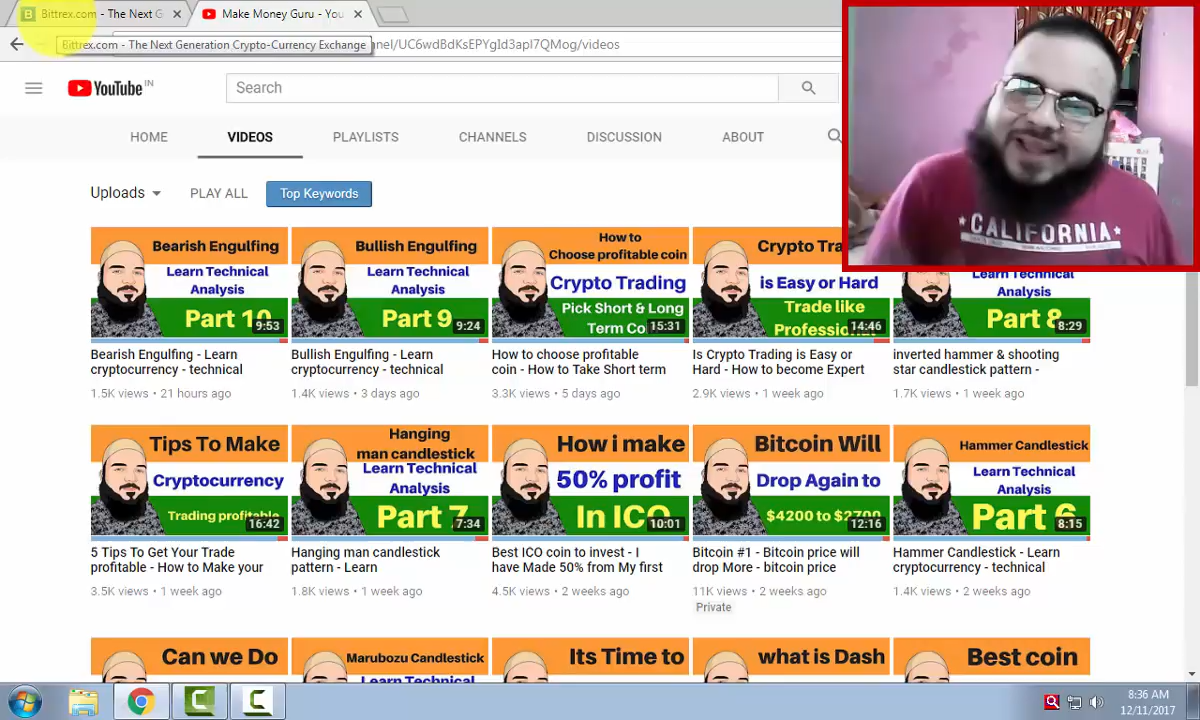 Bittrex.com - The Next G
Make Money Guru - You
Bittrex.com - The Next Generation Crypto-Currency Exchange
nel/UC6wdBdKsEPYgId3apI7QMog/videos
YouTube IN
Search
HOME VIDEOS PLAYLISTS CHANNELS DISCUSSION ABOUT
Uploads PLAY ALL Top Keywords
CALIFORNIA
Bearish Engulfing
Learn Technical
Analysis
Part 10
9:53
Bullish Engulfing
Learn Technical
Analysis
Part 9
9:24
How to
Choose profitable coin
Crypto Trading
Pick Short & Long
Term Co
15:31
Crypto Tra
is Easy or Hard
Trade like
Professional
14:46
Learn Technical
Analysis
Part 8
8:29
Bearish Engulfing - Learn
cryptocurrency - technical
1.5K views • 21 hours ago
Bullish Engulfing - Learn
cryptocurrency - technical
1.4K views • 3 days ago
How to choose profitable
coin - How to Take Short term
3.3K views • 5 days ago
Is Crypto Trading is Easy or
Hard - How to become Expert
2.9K views • 1 week ago
inverted hammer & shooting
star candlestick pattern -
1.7K views • 1 week ago
Tips To Make
Cryptocurrency
Trading profitable
16:42
Hanging
man candlestick
Learn Technical
Analysis
Part 7
7:34
How i make
50% profit
In ICO
10:01
Bitcoin Will
Drop Again to
$4200 to $2700
12:16
Hammer Candlestick
Learn Technical
Analysis
Part 6
8:15
5 Tips To Get Your Trade
profitable - How to Make your
3.5K views • 1 week ago
Hanging man candlestick
pattern - Learn
1.8K views • 1 week ago
Best ICO coin to invest - I
have Made 50% from My first
4.5K views • 2 weeks ago
Bitcoin #1 - Bitcoin price will
drop More - bitcoin price
11K views • 2 weeks ago
Private
Hammer Candlestick - Learn
cryptocurrency - technical
1.4K views • 2 weeks ago
Can we Do
Marubozu Candlestick
Learn Technical
Its Time to
what is Dash
Best coin
8:36 AM
12/11/2017